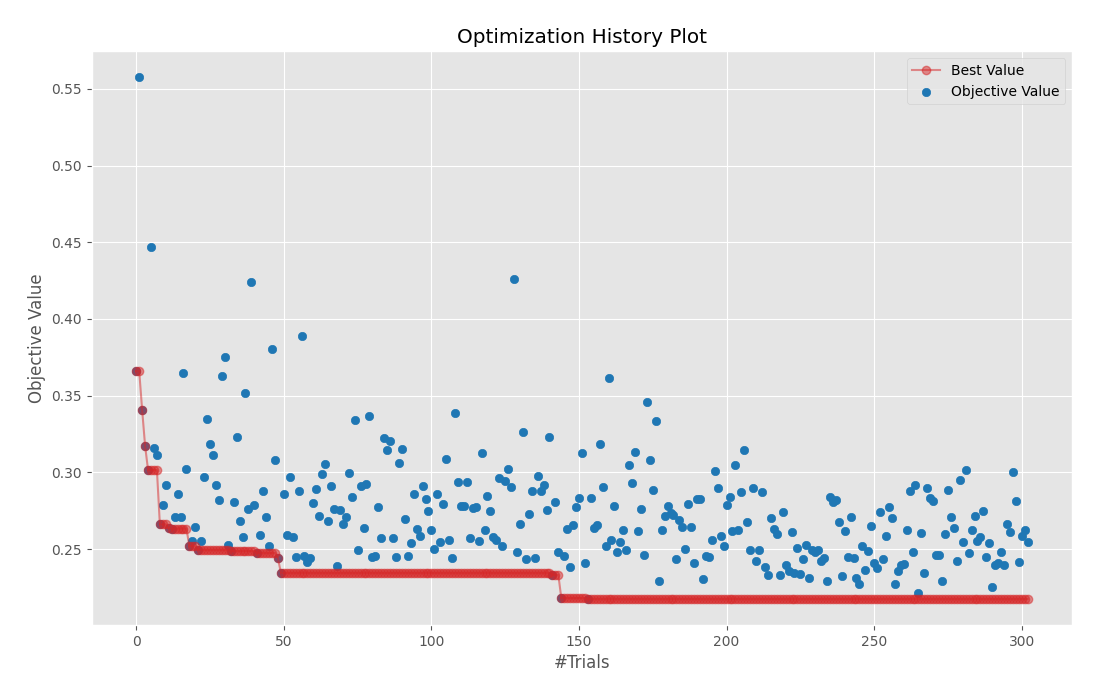 Optimization History Plot
Best Value
Objective Value
0.55
0.50
0.45
0.40
0.35
0.30
0.25
Objective Value
0
50
100
150
200
250
300
#Trials